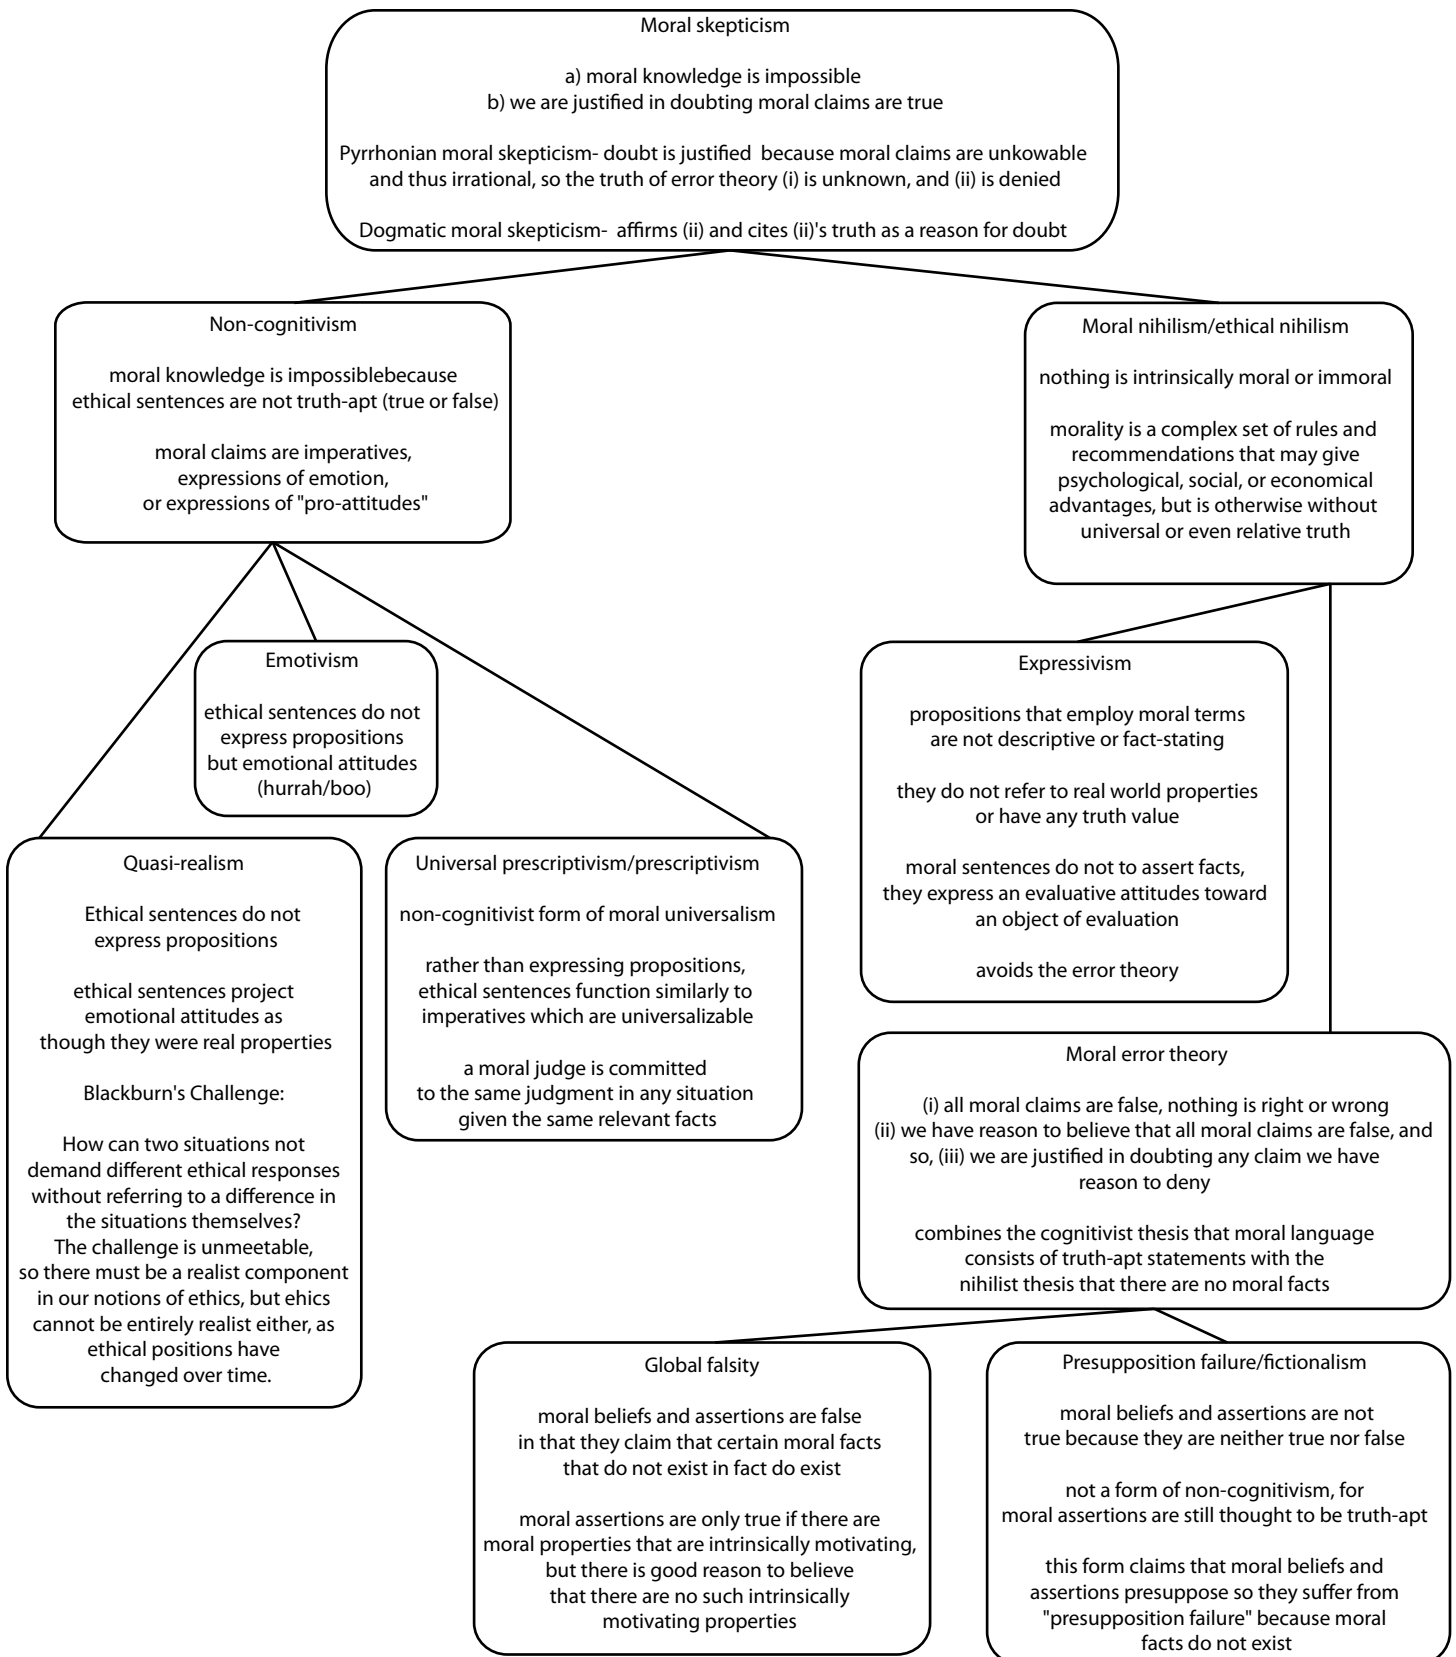 Moral skepticism
a) moral knowledge is impossible
b) we are justified in doubting moral claims are true
Pyrrhonian moral skepticism- doubt is justified because moral claims are unkowable
and thus irrational, so the truth of error theory (i) is unknown, and (ii) is denied
Dogmatic moral skepticism- affirms (ii) and cites (ii)'s truth as a reason for doubt
Non-cognitivism
moral knowledge is impossiblebecause
ethical sentences are not truth-apt (true or false)
moral claims are imperatives,
expressions of emotion,
or expressions of "pro-attitudes"
Moral nihilism/ethical nihilism
nothing is intrinsically moral or immoral
morality is a complex set of rules and
recommendations that may give
psychological, social, or economical
advantages, but is otherwise without
universal or even relative truth
Emotivism
ethical sentences do not
express propositions
but emotional attitudes
(hurrah/boo)
Expressivism
propositions that employ moral terms
are not descriptive or fact-stating
they do not refer to real world properties
or have any truth value
moral sentences do not to assert facts,
they express an evaluative attitudes toward
an object of evaluation
avoids the error theory
Quasi-realism
Ethical sentences do not
express propositions
ethical sentences project
emotional attitudes as
though they were real properties
Blackburn's Challenge:
How can two situations not
demand different ethical responses
without referring to a difference in
the situations themselves?
The challenge is unmeetable,
so there must be a realist component
in our notions of ethics, but ehics
cannot be entirely realist either, as
ethical positions have
changed over time.
Universal prescriptivism/prescriptivism
non-cognitivist form of moral universalism
rather than expressing propositions,
ethical sentences function similarly to
imperatives which are universalizable
a moral judge is committed
to the same judgment in any situation
given the same relevant facts
Moral error theory
(i) all moral claims are false, nothing is right or wrong
(ii) we have reason to believe that all moral claims are false, and
so, (iii) we are justified in doubting any claim we have
reason to deny
combines the cognitivist thesis that moral language
consists of truth-apt statements with the
nihilist thesis that there are no moral facts
Global falsity
moral beliefs and assertions are false
in that they claim that certain moral facts
that do not exist in fact do exist
moral assertions are only true if there are
moral properties that are intrinsically motivating,
but there is good reason to believe
that there are no such intrinsically
motivating properties
Presupposition failure/fictionalism
moral beliefs and assertions are not
true because they are neither true nor false
not a form of non-cognitivism, for
moral assertions are still thought to be truth-apt
this form claims that moral beliefs and
assertions presuppose so they suffer from
"presupposition failure" because moral
facts do not exist